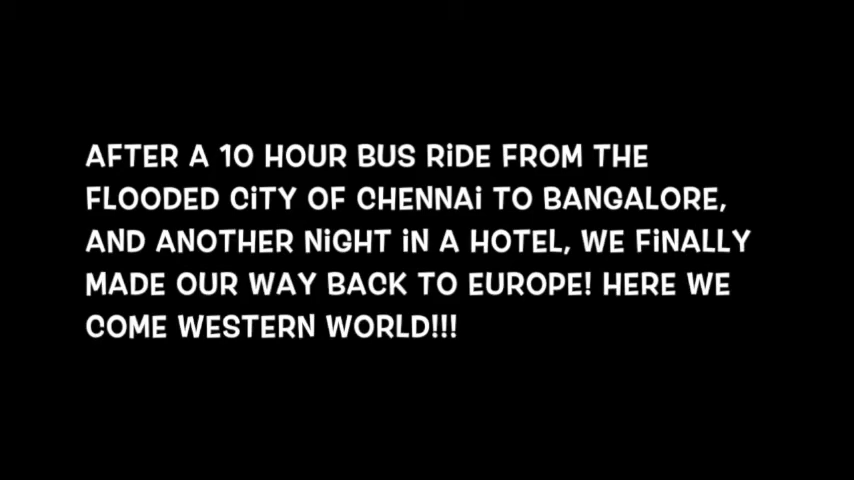 AFTER A 10 HOUR BUS RiDE FROM THE
FLOODED CiTY OF CHENNAi TO BANGALORE,
AND ANOTHER NiGHT iN A HOTEL, WE FiNALLY
MADE OUR WAY BACK TO EUROPE! HERE WE
COME WESTERN WORLD!!!